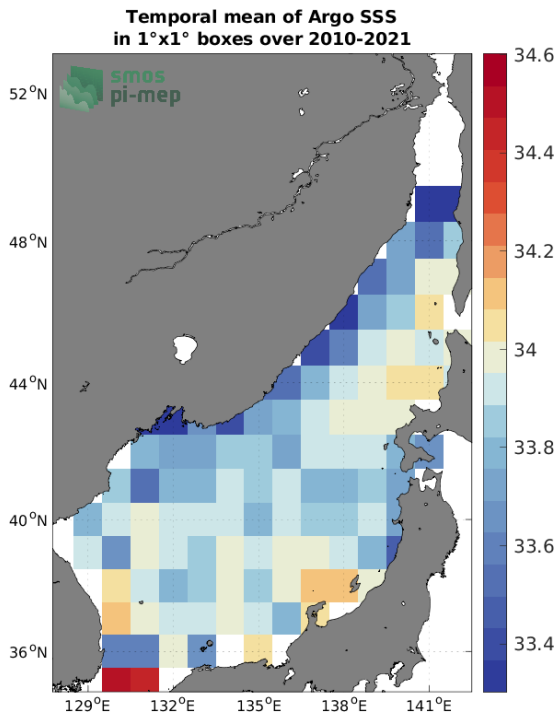 Temporal mean of Argo SSS
in 1°x1° boxes over 2010-2021
smos
pi-mep
52°N
48°N
44°N
40°N
36°N
129°E
132°E
135°E
138°E
141°E
34.6
34.4
34.2
34
33.8
33.6
33.4